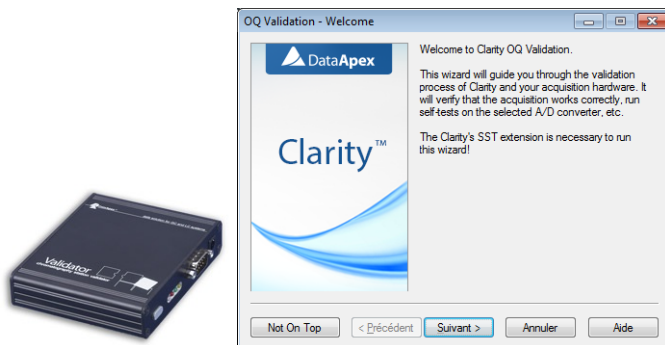 OQ Validation - Welcome
DataApex
Clarity™
Welcome to Clarity OQ Validation.
This wizard will guide you through the validation
process of Clarity and your acquisition hardware. It
will verify that the acquisition works correctly, run
self-tests on the selected A/D converter, etc.
The Clarity's SST extension is necessary to run
this wizard!
Not On Top
< Précédent
Suivant >
Annuler
Aide
Validator
chromatography station validator